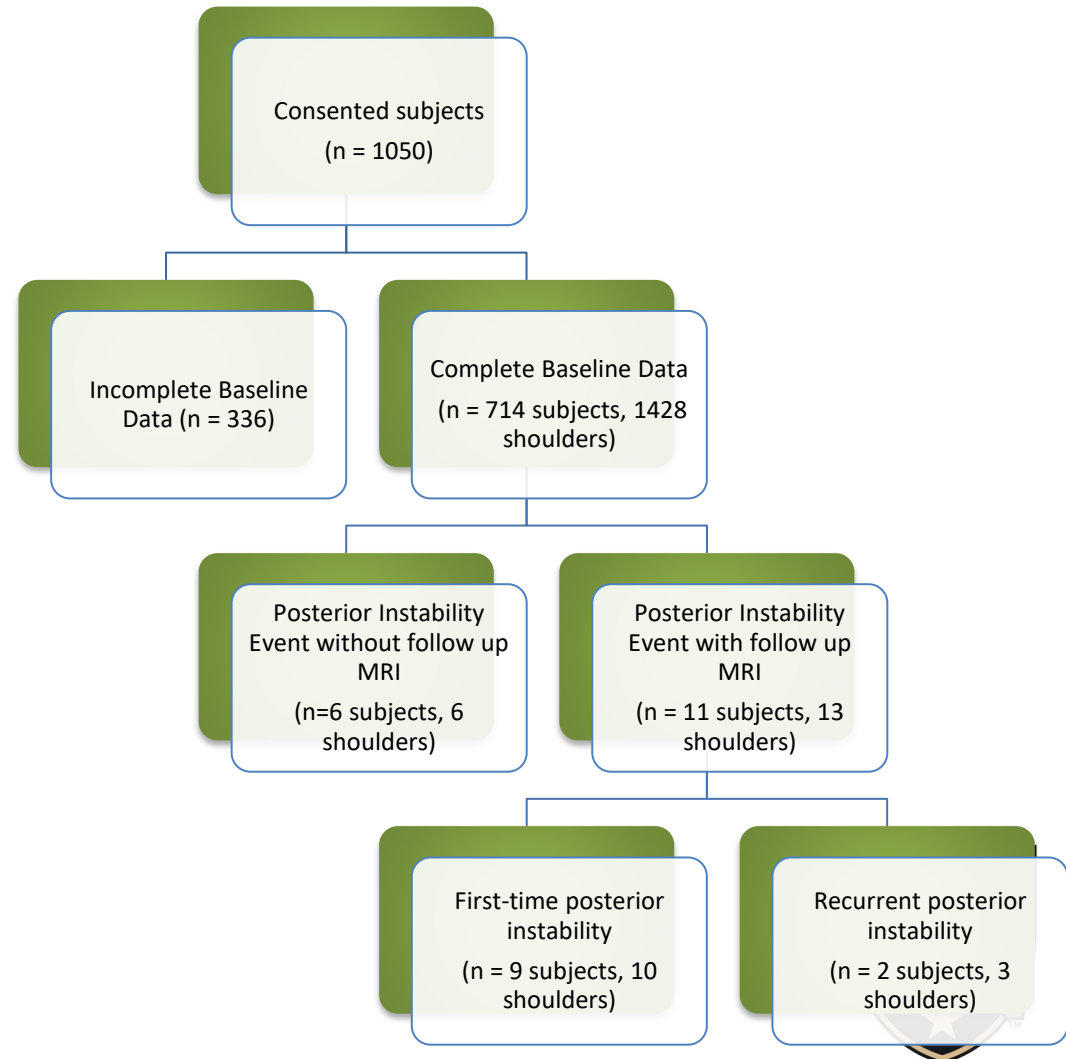 Consented subjects
(n = 1050)
Incomplete Baseline
Data (n = 336)
Complete Baseline Data
(n = 714 subjects, 1428
shoulders)
Posterior Instability
Event without follow up
MRI
(n=6 subjects, 6
shoulders)
Posterior Instability
Event with follow up
MRI
(n = 11 subjects, 13
shoulders)
First-time posterior
instability
(n = 9 subjects, 10
shoulders)
Recurrent posterior
instability
(n = 2 subjects, 3
shoulders)
TM